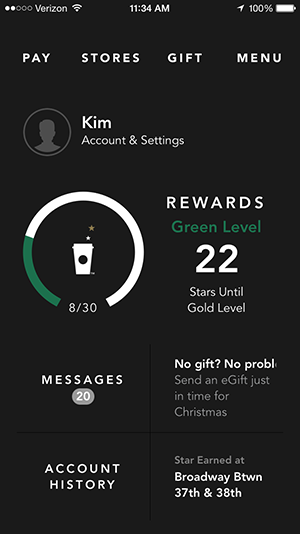 Verizon 11:34 AM 100%
PAY STORES GIFT MENU
Kim
Account & Settings
REWARDS
Green Level
22
Stars Until
Gold Level
8/30
MESSAGES
20
No gift? No proble
Send an eGift just
in time for
Christmas
ACCOUNT
HISTORY
Star Earned at
Broadway Btwn
37th & 38th